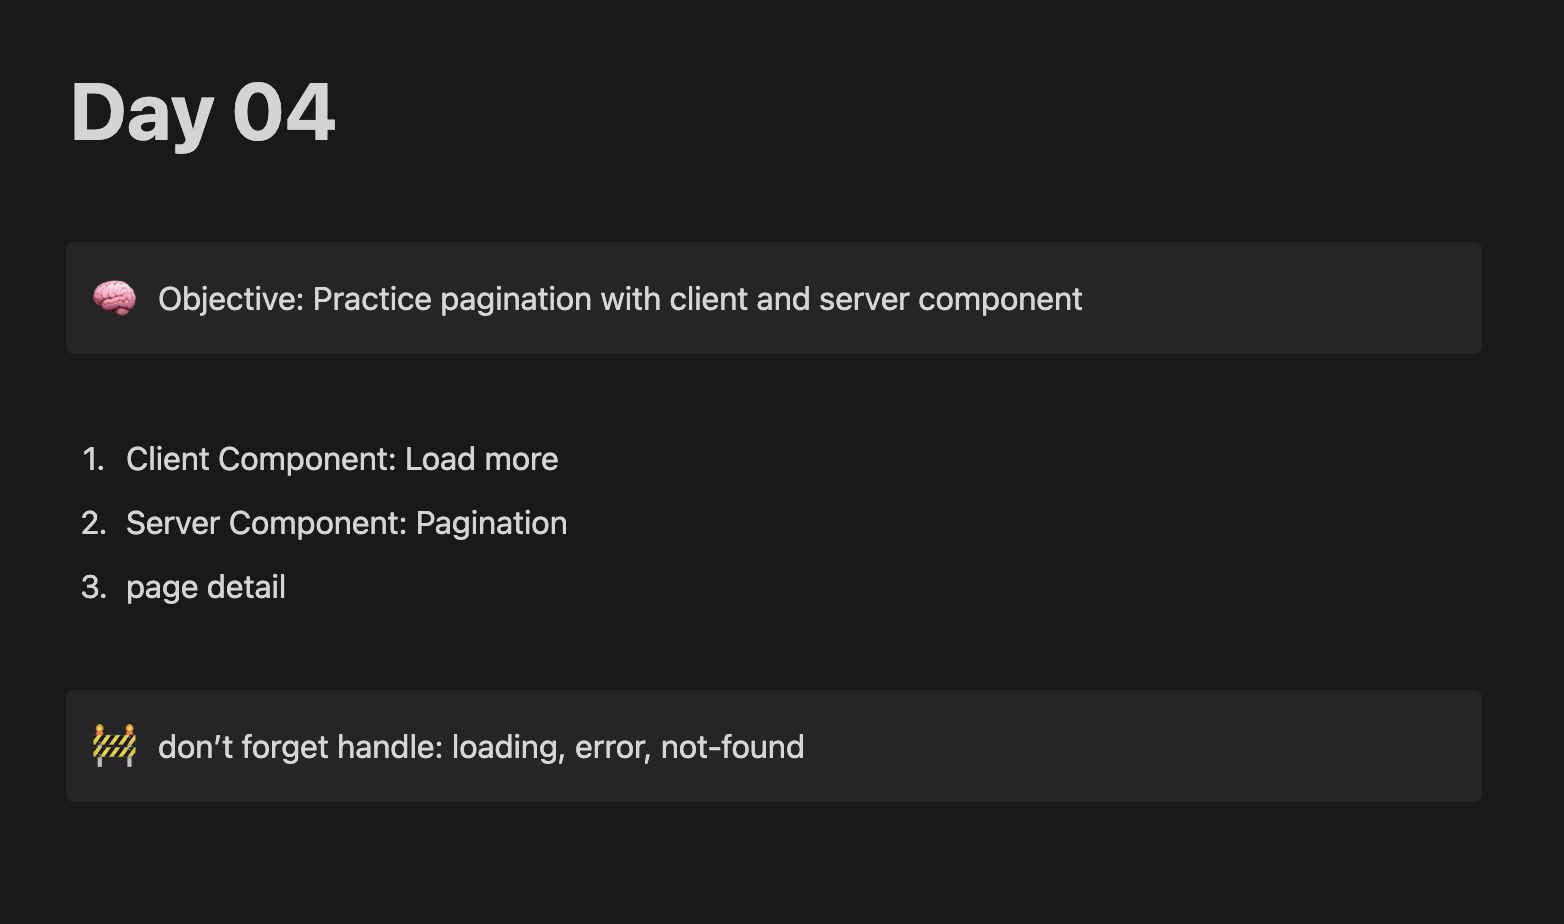 Day 04
Objective: Practice pagination with client and server component
1. Client Component: Load more
2. Server Component: Pagination
3. page detail
don’t forget handle: loading, error, not-found